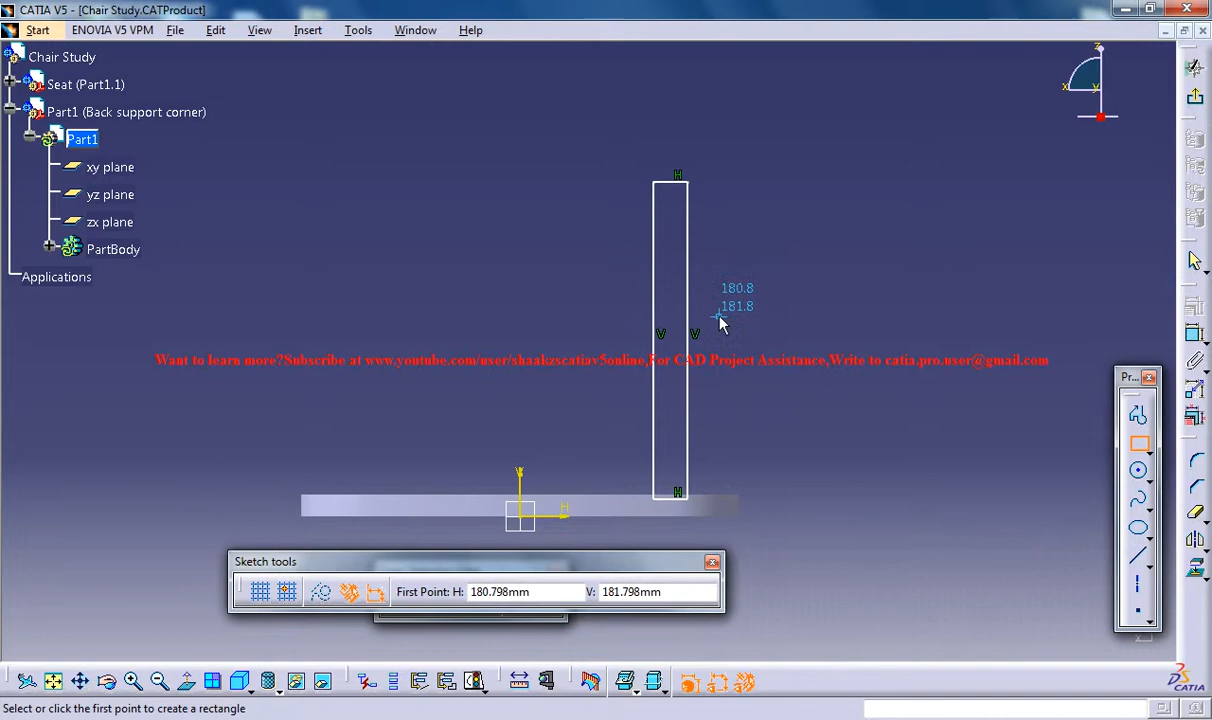 CATIA V5 - [Chair Study.CATProduct]
Start ENOVIA V5 VPM File Edit View Insert Tools Window Help
Chair Study
Seat (Part1.1)
Part1 (Back support corner)
Part1
xy plane
yz plane
zx plane
PartBody
Applications
z
x
y
H
180.8
181.8
V V
Want to learn more?Subscribe at www.youtube.com/user/shaakzscatiav5online,For CAD Project Assistance,Write to catia.pro.user@gmail.com
Pr...
V
H
H
Sketch tools
First Point: H: 180.798mm V: 181.798mm
CATIA
Select or click the first point to create a rectangle